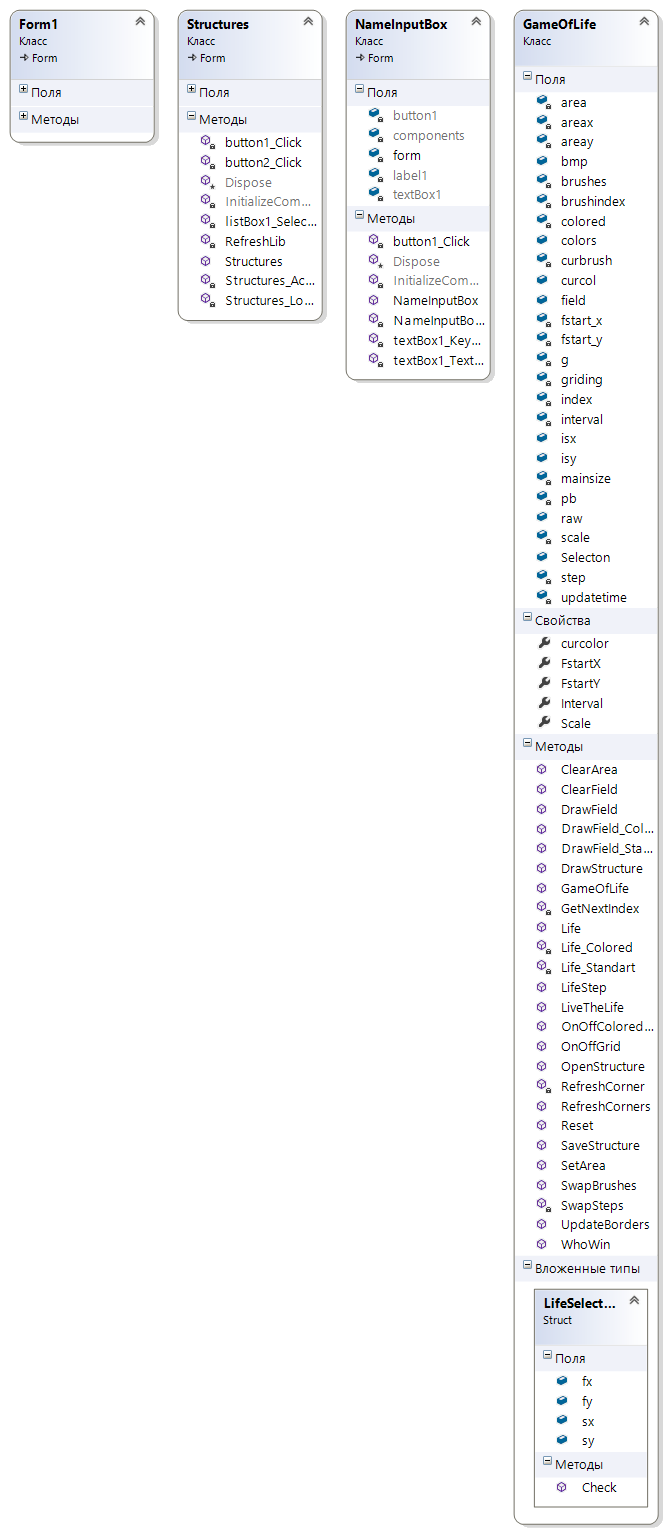 Form1
Класс
Form
Поля
Методы
Structures
Класс
Form
Поля
Методы
button1_Click
button2_Click
Dispose
InitializeCom...
listBox1_Selec...
RefreshLib
Structures
Structures_Ac...
Structures_Lo...
NameInputBox
Класс
Form
Поля
button1
components
form
label1
textBox1
Методы
button1_Click
Dispose
InitializeCom...
NameInputBox
NameInputBo...
textBox1_Key...
textBox1_Text...
GameOfLife
Класс
Поля
area
areax
areay
bmp
brushes
brushindex
colored
colors
curbrush
curcol
field
fstart_x
fstart_y
g
griding
index
interval
isx
isy
mainsize
pb
raw
scale
Selecton
step
updatetime
Свойства
curcolor
FstartX
FstartY
Interval
Scale
Методы
ClearArea
ClearField
DrawField
DrawField_Col...
DrawField_Sta...
DrawStructure
GameOfLife
GetNextIndex
Life
Life_Colored
Life_Standart
LifeStep
LiveTheLife
OnOffColored...
OnOffGrid
OpenStructure
RefreshCorner
RefreshCorners
Reset
SaveStructure
SetArea
SwapBrushes
SwapSteps
UpdateBorders
WhoWin
Вложенные типы
LifeSelect...
Struct
Поля
fx
fy
sx
sy
Методы
Check